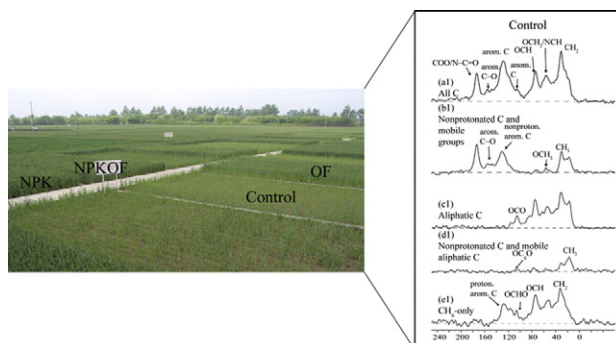 NPK
NPKOF
OF
Control
Control
COO/N–C=O
arom.
C–O
arom. C
anom.
C
OCH
OCH3/NCH
CH2
(a1)
All C
(b1)
Nonprotonated C and
mobile
groups
arom.
C–O
nonproton.
arom. C
OCH3
CH3
(c1)
Aliphatic C
OCO
(d1)
Nonprotonated C and mobile
aliphatic C
CH3
(e1)
CHn-only
proton.
arom. C
OCHO
OCH
CH2
240 200 160 120 80 40 0